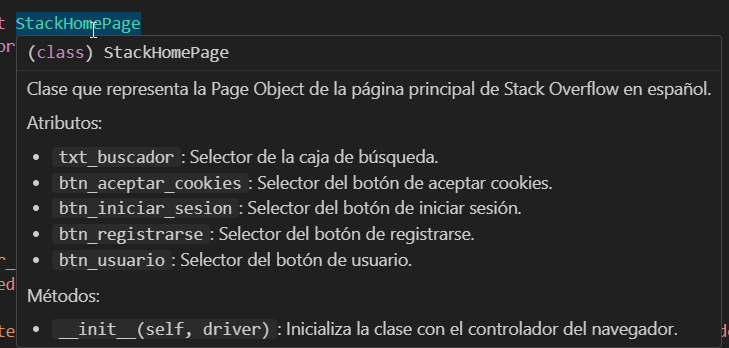 t StackHomePage
or
(class) StackHomePage
Clase que representa la Page Object de la página principal de Stack Overflow en español.
Atributos:
• txt_buscador: Selector de la caja de búsqueda.
• btn_aceptar_cookies: Selector del botón de aceptar cookies.
• btn_iniciar_sesion: Selector del botón de iniciar sesión.
• btn_registrarse: Selector del botón de registrarse.
• btn_usuario: Selector del botón de usuario.
r_
ed
Métodos:
te
• __init__(self, driver): Inicializa la clase con el controlador del navegador.